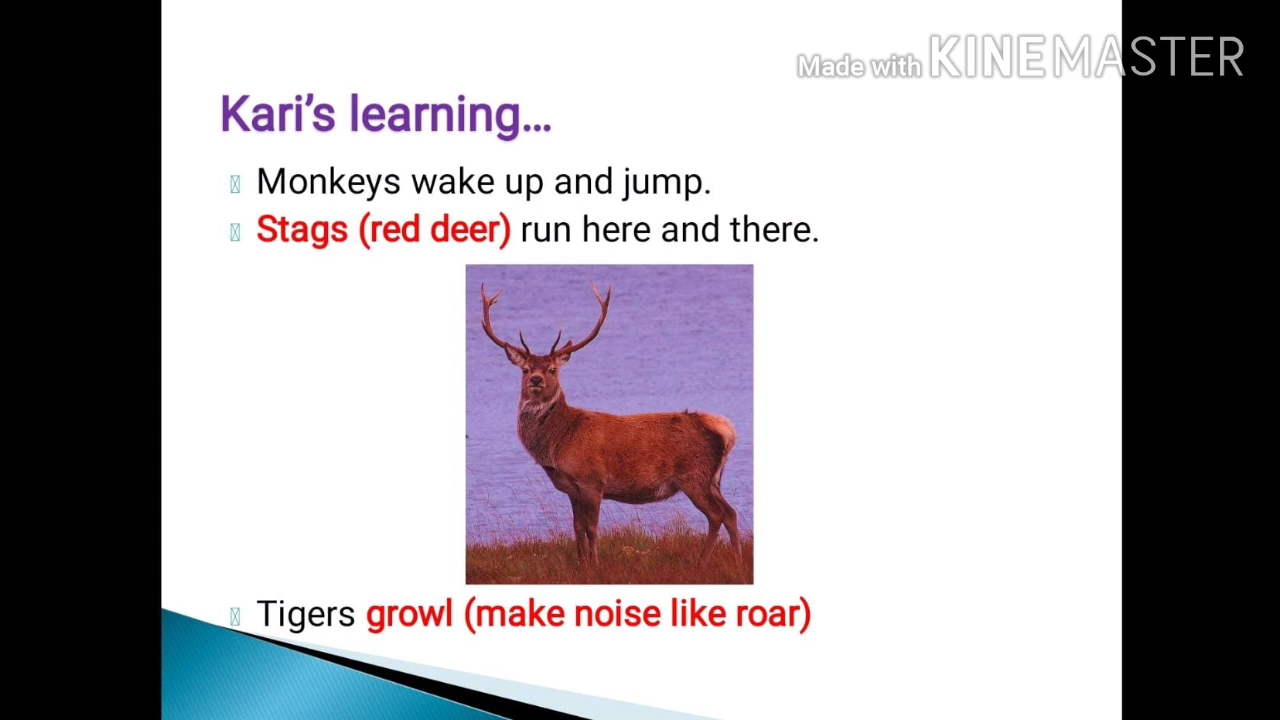 Made with KINEMASTER
Kari’s learning…
Monkeys wake up and jump.
Stags (red deer) run here and there.
Tigers growl (make noise like roar)